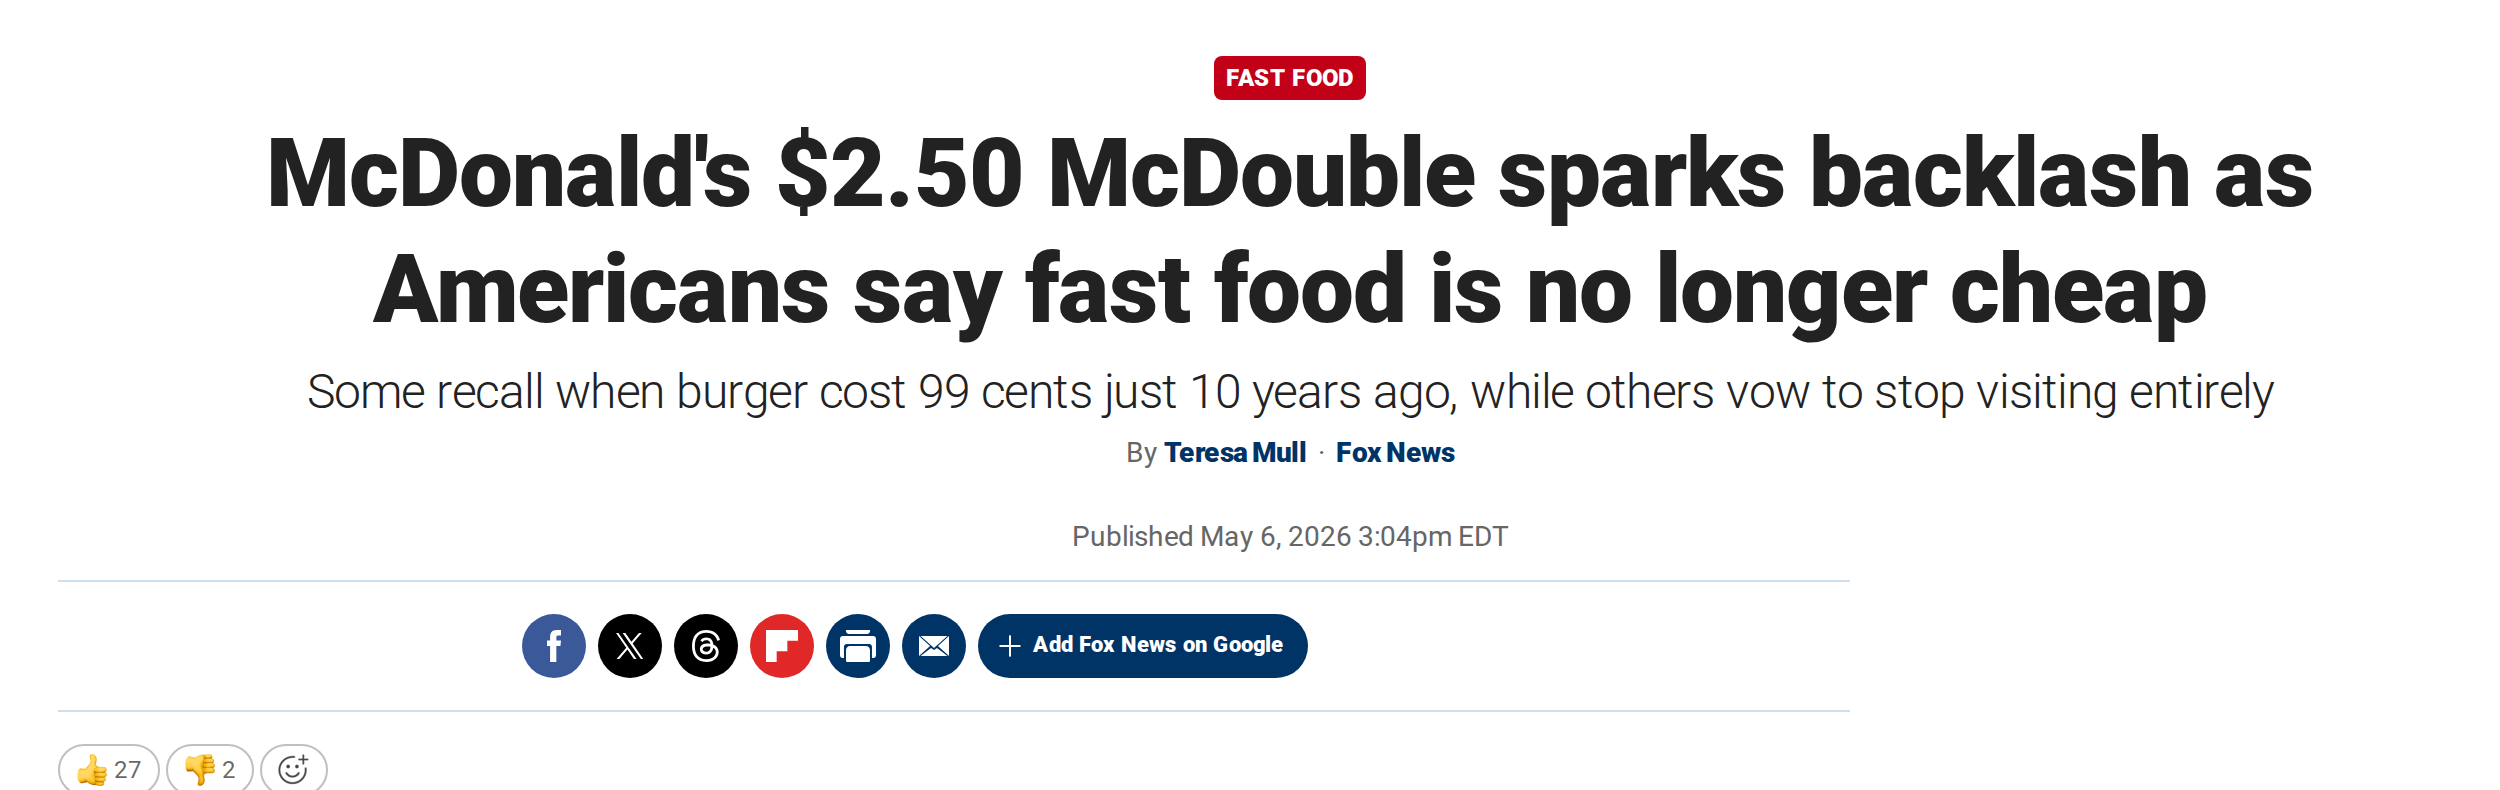 FAST FOOD
McDonald's $2.50 McDouble sparks backlash as
Americans say fast food is no longer cheap
Some recall when burger cost 99 cents just 10 years ago, while others vow to stop visiting entirely
By Teresa Mull · Fox News
Published May 6, 2026 3:04pm EDT
Add Fox News on Google
27 2